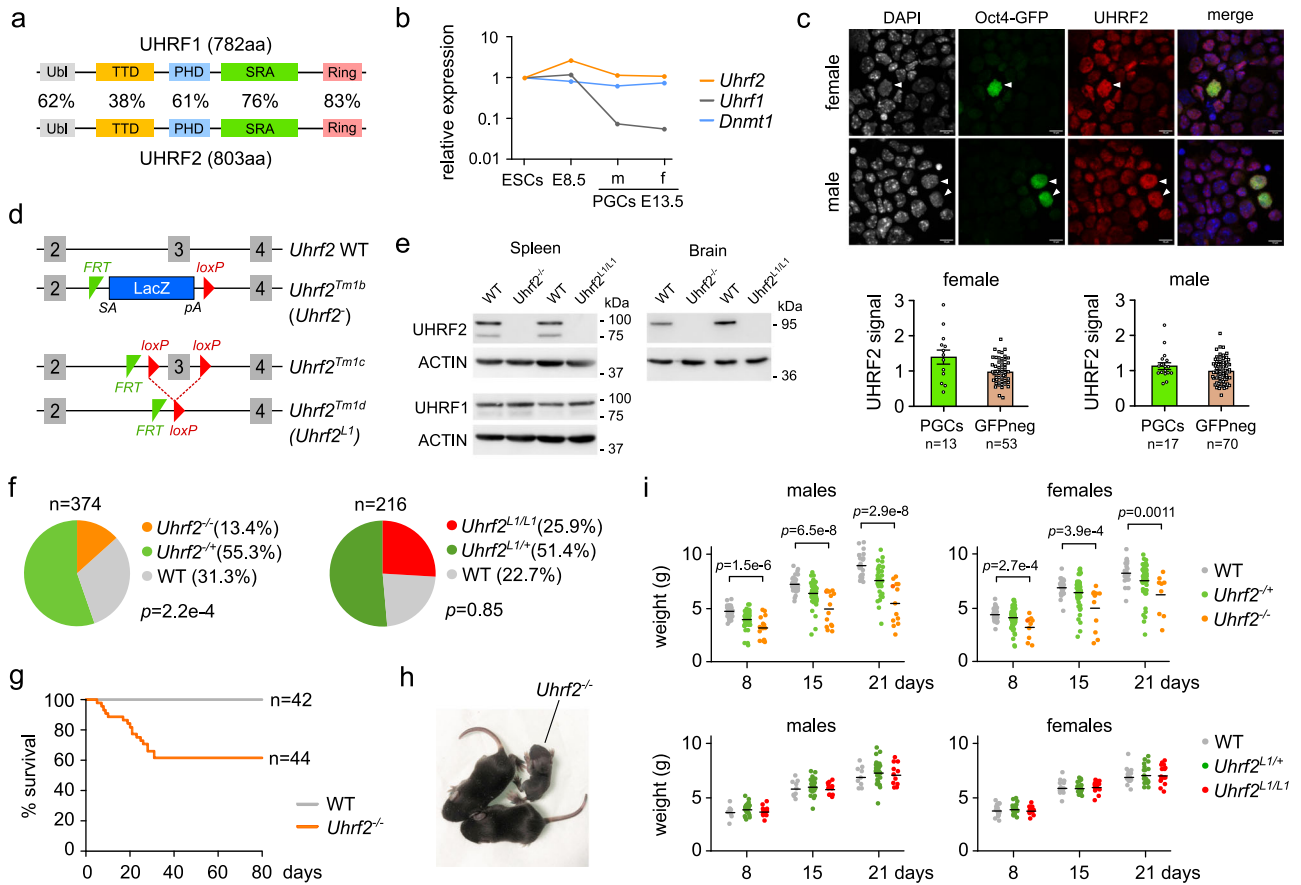 a
UHRF1 (782aa)
Ubl TTD PHD SRA Ring
62% 38% 61% 76% 83%
Ubl TTD PHD SRA Ring
UHRF2 (803aa)
b
relative expression
10
1
0.1
0.01
ESCs E8.5 m f
PGCs E13.5
Uhrf2
Uhrf1
Dnmt1
c
DAPI Oct4-GFP UHRF2 merge
female
male
female
UHRF2 signal
3
2
1
0
PGCs GFPneg
n=13 n=53
male
UHRF2 signal
3
2
1
0
PGCs GFPneg
n=17 n=70
d
2 3 4 Uhrf2 WT
FRT loxP
2 LacZ 4 Uhrf2Tm1b
SA pA (Uhrf2-)
loxP loxP
2 3 4 Uhrf2Tm1c
FRT
2 4 Uhrf2Tm1d
FRT loxP (Uhrf2L1)
e
Spleen
WT Uhrf2-/- WT Uhrf2L1/L1
kDa
UHRF2 - 100
- 75
ACTIN
- 37
UHRF1 - 100
- 75
ACTIN
- 37
Brain
WT Uhrf2-/- WT Uhrf2L1/L1
kDa
- 95
- 36
f
n=374
Uhrf2-/- (13.4%)
Uhrf2-/+ (55.3%)
WT (31.3%)
p=2.2e-4
n=216
Uhrf2L1/L1 (25.9%)
Uhrf2L1/+ (51.4%)
WT (22.7%)
p=0.85
g
% survival
100
80
60
40
20
0
0 20 40 60 80 days
n=42
n=44
WT
Uhrf2-/-
h
Uhrf2-/-
i
males
weight (g)
10
5
0
p=1.5e-6
p=6.5e-8
p=2.9e-8
8 15 21 days
females
10
5
0
p=2.7e-4
p=3.9e-4
p=0.0011
8 15 21 days
WT
Uhrf2-/+
Uhrf2-/-
males
weight (g)
10
5
0
8 15 21 days
females
10
5
0
8 15 21 days
WT
Uhrf2L1/+
Uhrf2L1/L1